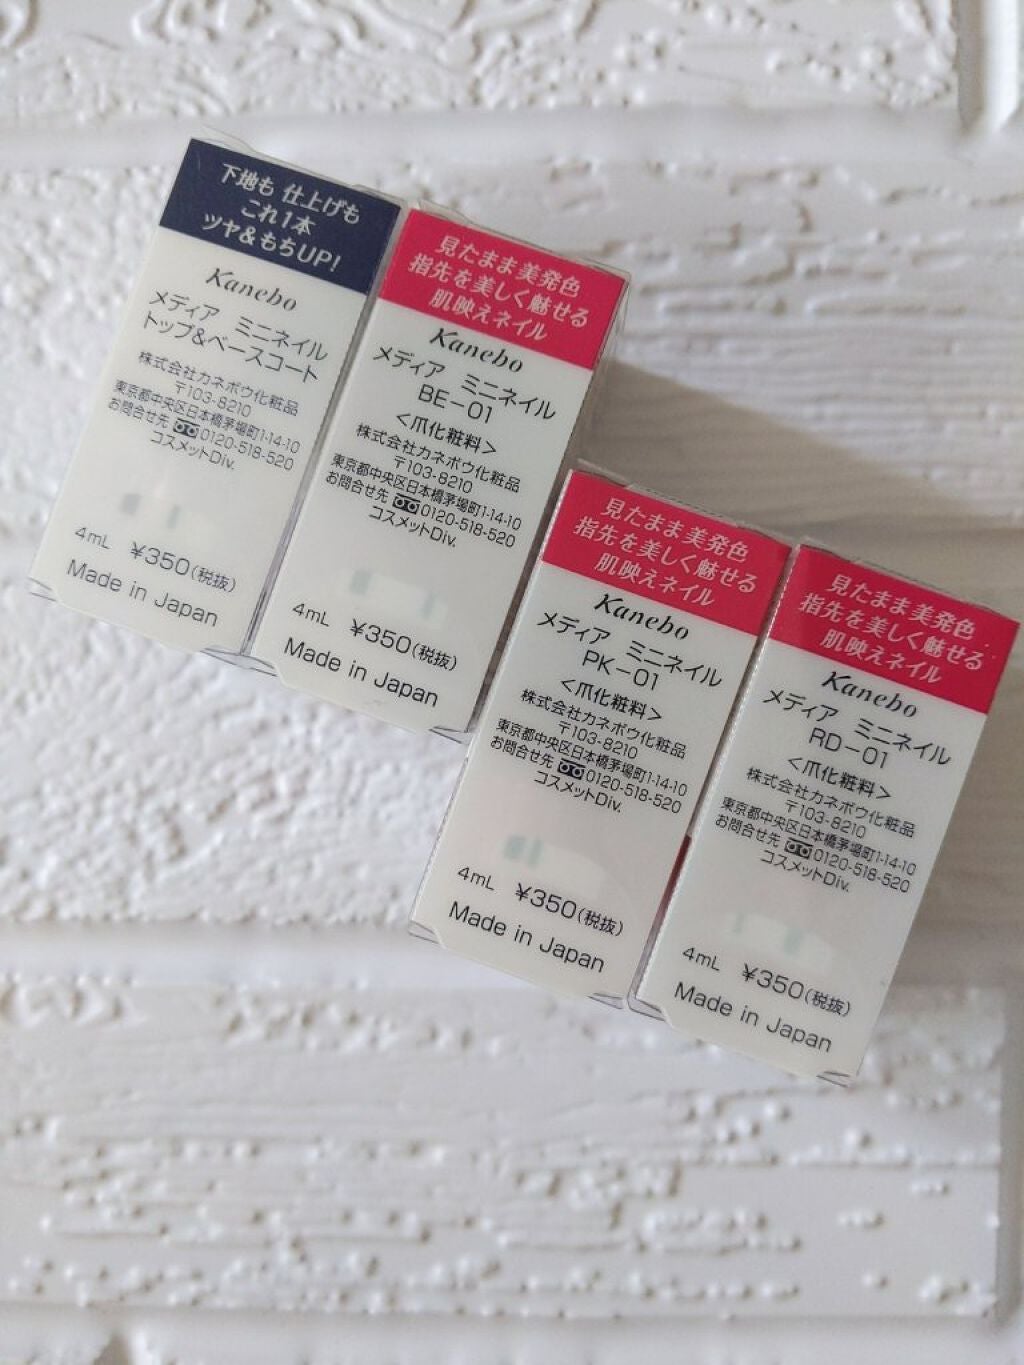 下地も 仕上げも
これ1本
ツヤ&もちUP!
Kanebo
メディア ミニネイル
トップ&ベースコート
株式会社カネボウ化粧品
〒103-8210
東京都中央区日本橋茅場町1-14-10
お問合せ先 0120-518-520
コスメットDiv.
4mL ¥350(税抜)
Made in Japan
見たまま美発色
指先を美しく魅せる
肌映えネイル
Kanebo
メディア ミニネイル
BE-01
<爪化粧料>
株式会社カネボウ化粧品
〒103-8210
東京都中央区日本橋茅場町1-14-10
お問合せ先 0120-518-520
コスメットDiv.
4mL ¥350(税抜)
Made in Japan
見たまま美発色
指先を美しく魅せる
肌映えネイル
Kanebo
メディア ミニネイル
PK-01
<爪化粧料>
株式会社カネボウ化粧品
〒103-8210
東京都中央区日本橋茅場町1-14-10
お問合せ先 0120-518-520
コスメットDiv.
4mL ¥350(税抜)
Made in Japan
見たまま美発色
指先を美しく魅せる
肌映えネイル
Kanebo
メディア ミニネイル
RD-01
<爪化粧料>
株式会社カネボウ化粧品
〒103-8210
東京都中央区日本橋茅場町1-14-10
お問合せ先 0120-518-520
コスメットDiv.
4mL ¥350(税抜)
Made in Japan